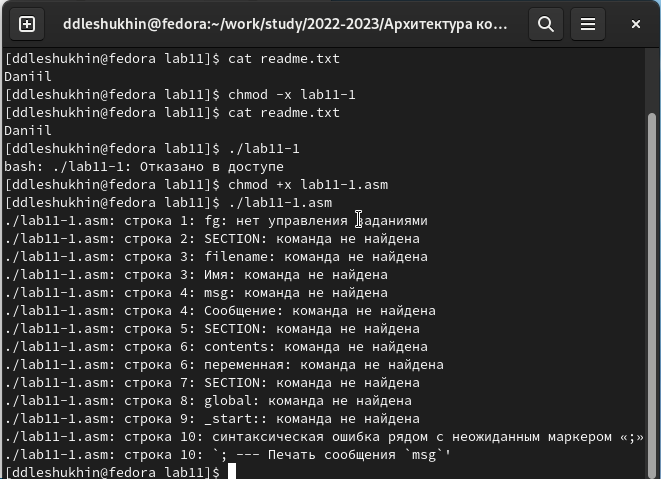 ddleshukhin@fedora:~/work/study/2022-2023/Архитектура ко...
[ddleshukhin@fedora lab11]$ cat readme.txt
Daniil
[ddleshukhin@fedora lab11]$ chmod -x lab11-1
[ddleshukhin@fedora lab11]$ cat readme.txt
Daniil
[ddleshukhin@fedora lab11]$ ./lab11-1
bash: ./lab11-1: Отказано в доступе
[ddleshukhin@fedora lab11]$ chmod +x lab11-1.asm
[ddleshukhin@fedora lab11]$ ./lab11-1.asm
./lab11-1.asm: строка 1: fg: нет управления заданиями
./lab11-1.asm: строка 2: SECTION: команда не найдена
./lab11-1.asm: строка 3: filename: команда не найдена
./lab11-1.asm: строка 3: Имя: команда не найдена
./lab11-1.asm: строка 4: msg: команда не найдена
./lab11-1.asm: строка 4: Сообщение: команда не найдена
./lab11-1.asm: строка 5: SECTION: команда не найдена
./lab11-1.asm: строка 6: contents: команда не найдена
./lab11-1.asm: строка 6: переменная: команда не найдена
./lab11-1.asm: строка 7: SECTION: команда не найдена
./lab11-1.asm: строка 8: global: команда не найдена
./lab11-1.asm: строка 9: _start:: команда не найдена
./lab11-1.asm: строка 10: синтаксическая ошибка рядом с неожиданным маркером «;»
./lab11-1.asm: строка 10: `; --- Печать сообщения `msg`'
[ddleshukhin@fedora lab11]$